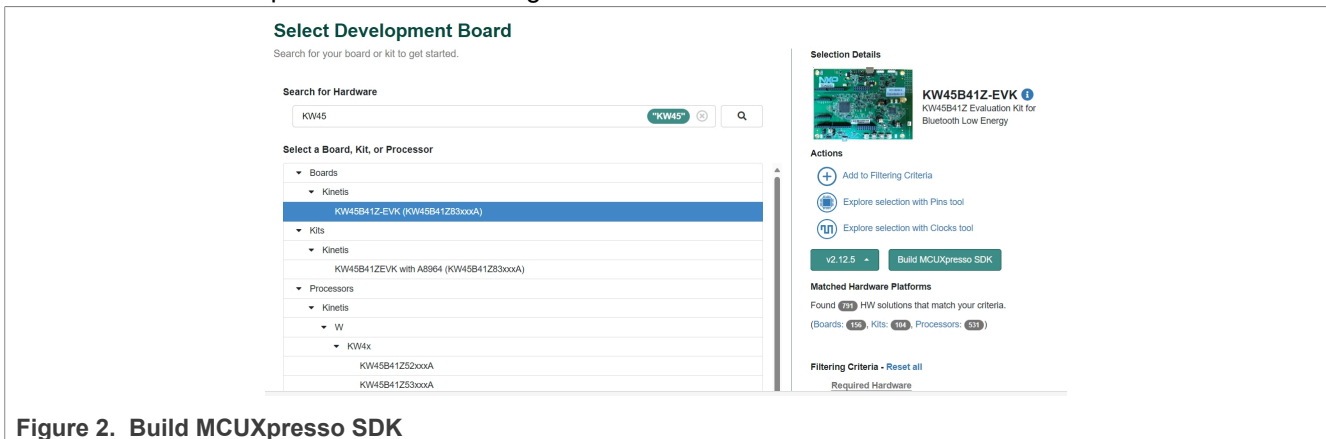 Select Development Board
Search for your board or kit to get started.
Search for Hardware
KW45
"KW45"
Select a Board, Kit, or Processor
Boards
Kinetis
KW45B41Z-EVK (KW45B41Z83xxxA)
Kits
Kinetis
KW45B41ZEVK with A8964 (KW45B41Z83xxxA)
Processors
Kinetis
W
KW4x
KW45B41Z52xxxA
KW45B41Z53xxxA
Selection Details
NXP
KW45B41Z-EVK
KW45B41Z Evaluation Kit for
Bluetooth Low Energy
Actions
Add to Filtering Criteria
Explore selection with Pins tool
Explore selection with Clocks tool
v2.12.5
Build MCUXpresso SDK
Matched Hardware Platforms
Found 791 HW solutions that match your criteria.
(Boards: 156, Kits: 104, Processors: 531)
Filtering Criteria - Reset all
Required Hardware
Figure 2. Build MCUXpresso SDK